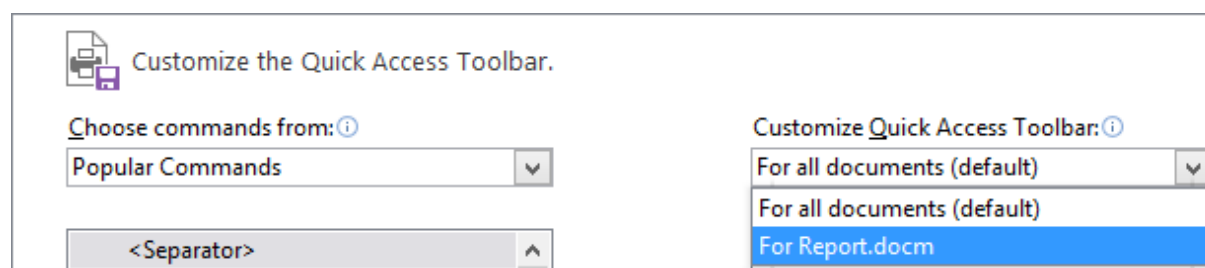 Customize the Quick Access Toolbar.
Choose commands from:
Customize Quick Access Toolbar:
Popular Commands
For all documents (default)
For all documents (default)
<Separator>
For Report.docm